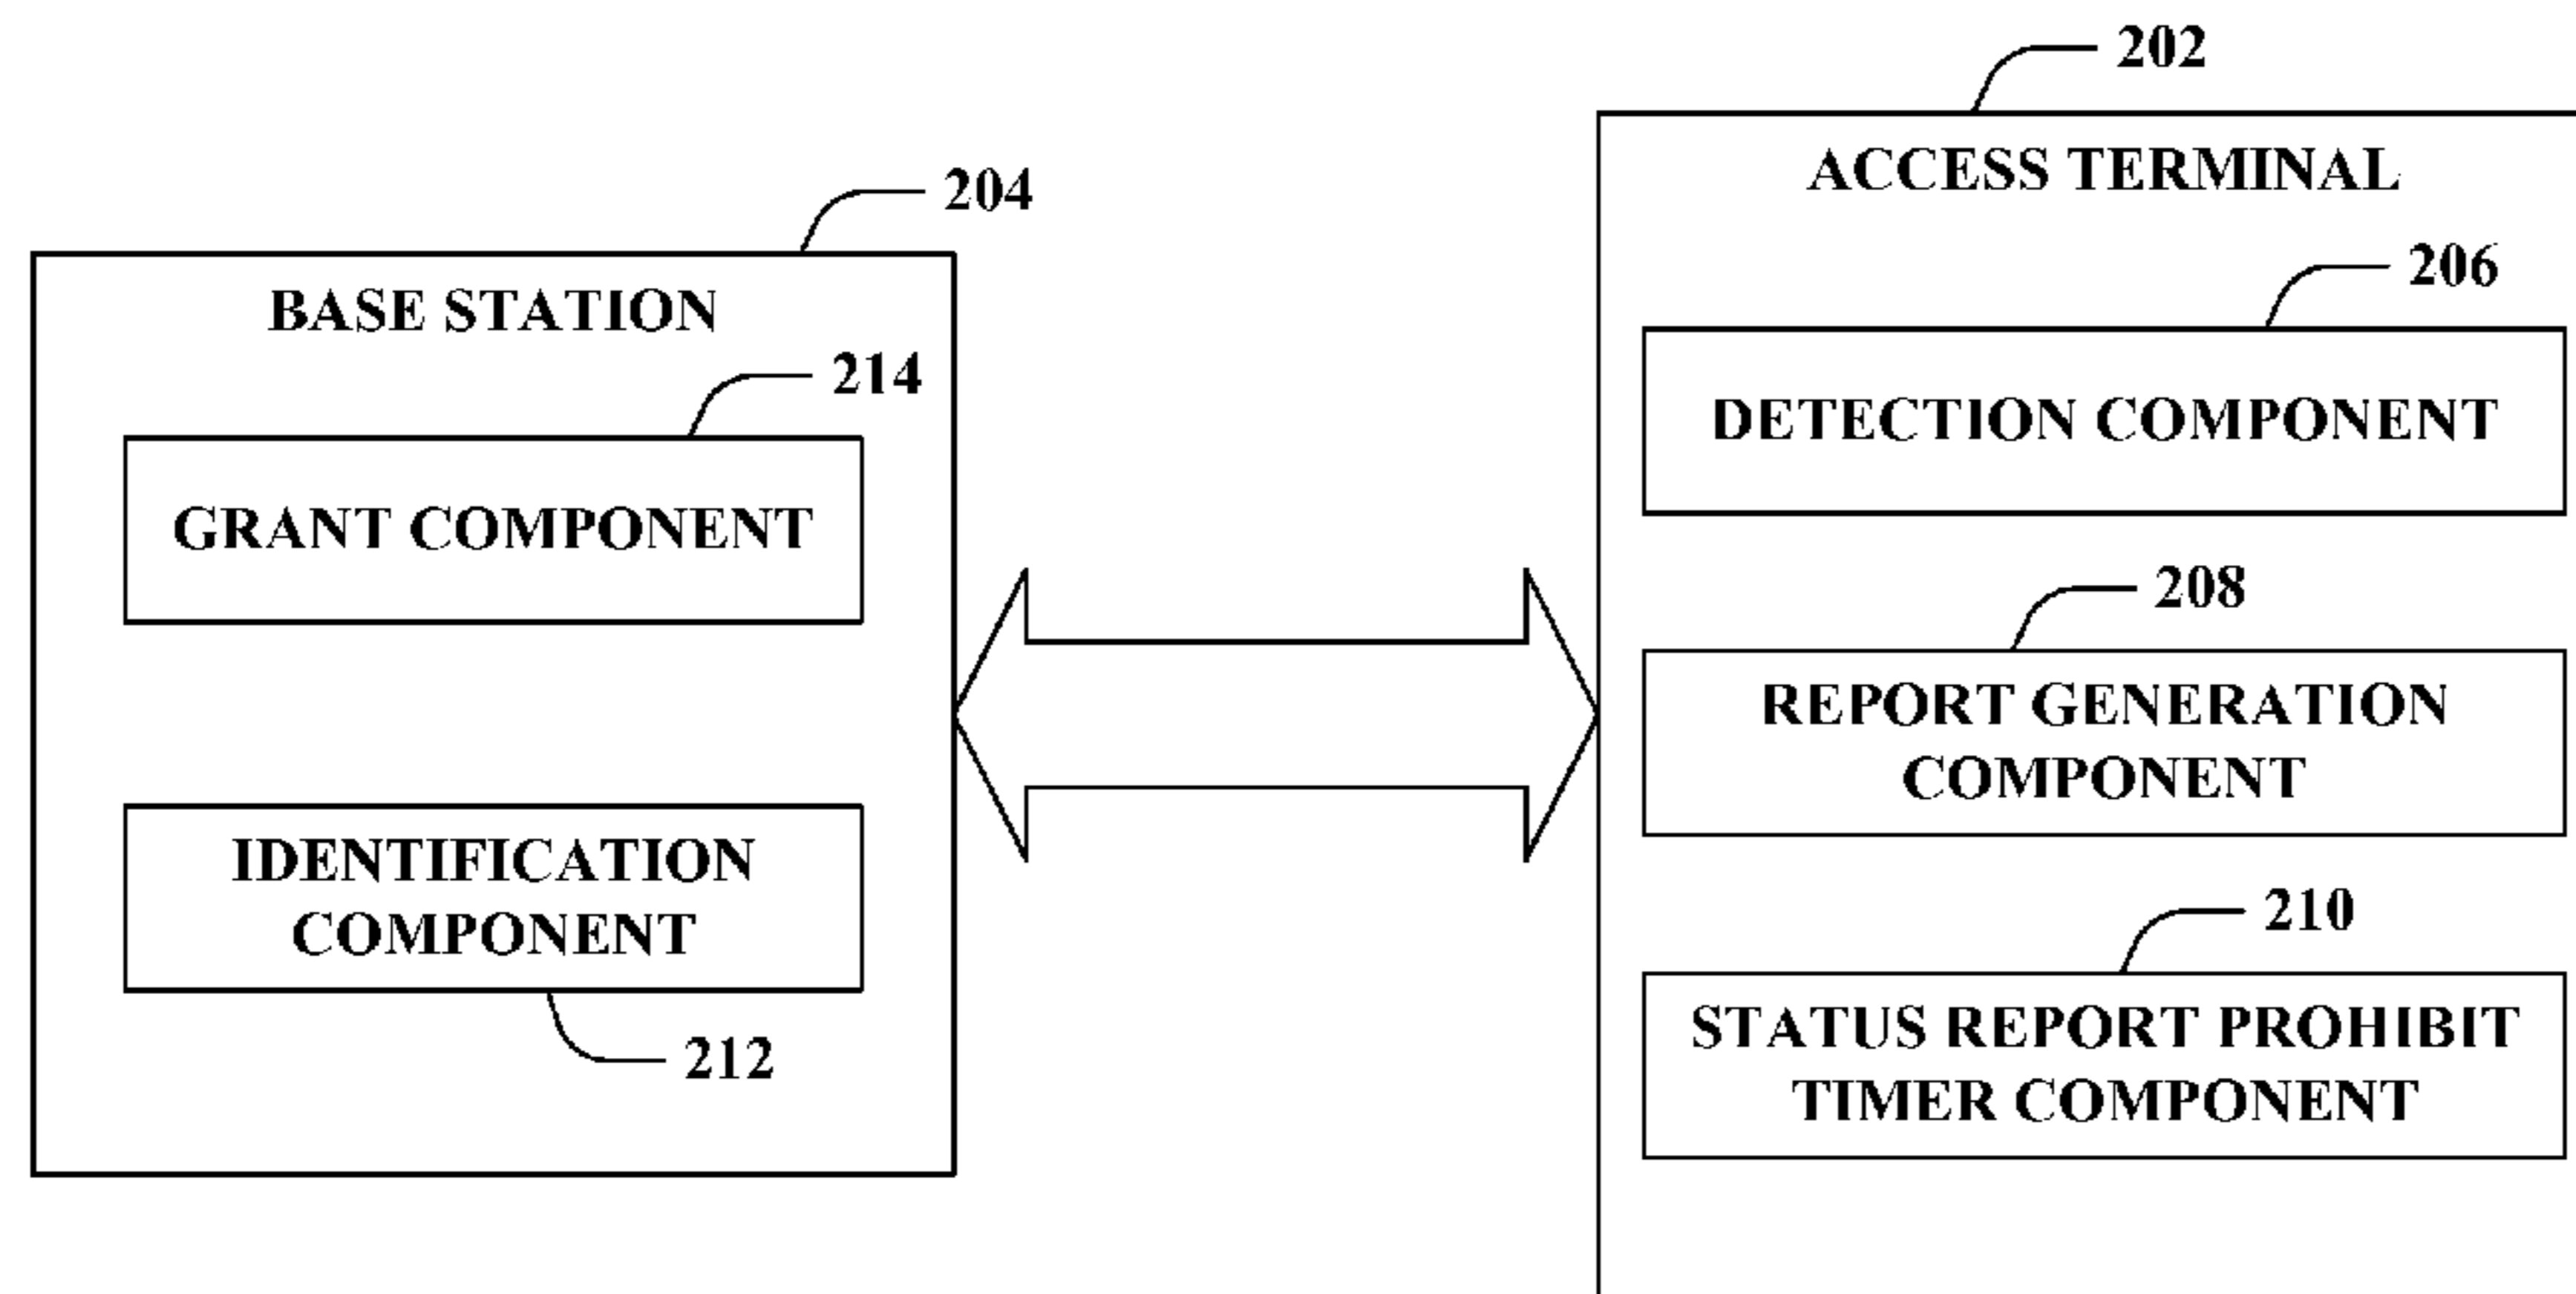 204
BASE STATION
214
GRANT COMPONENT
IDENTIFICATION
COMPONENT
212
202
ACCESS TERMINAL
206
DETECTION COMPONENT
208
REPORT GENERATION
COMPONENT
210
STATUS REPORT PROHIBIT
TIMER COMPONENT